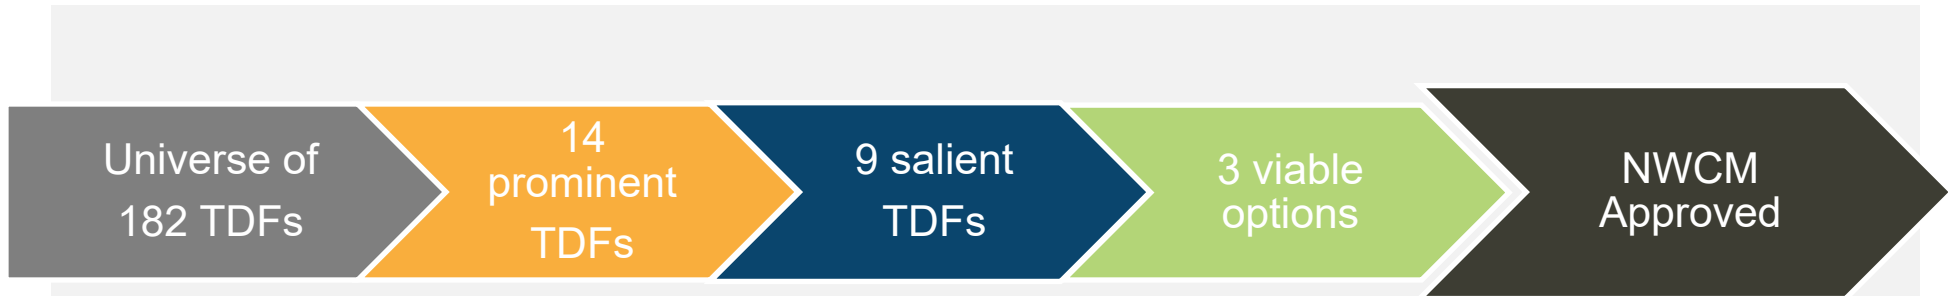 Universe of
182 TDFs
14
prominent
TDFs
9 salient
TDFs
3 viable
options
NWCM
Approved